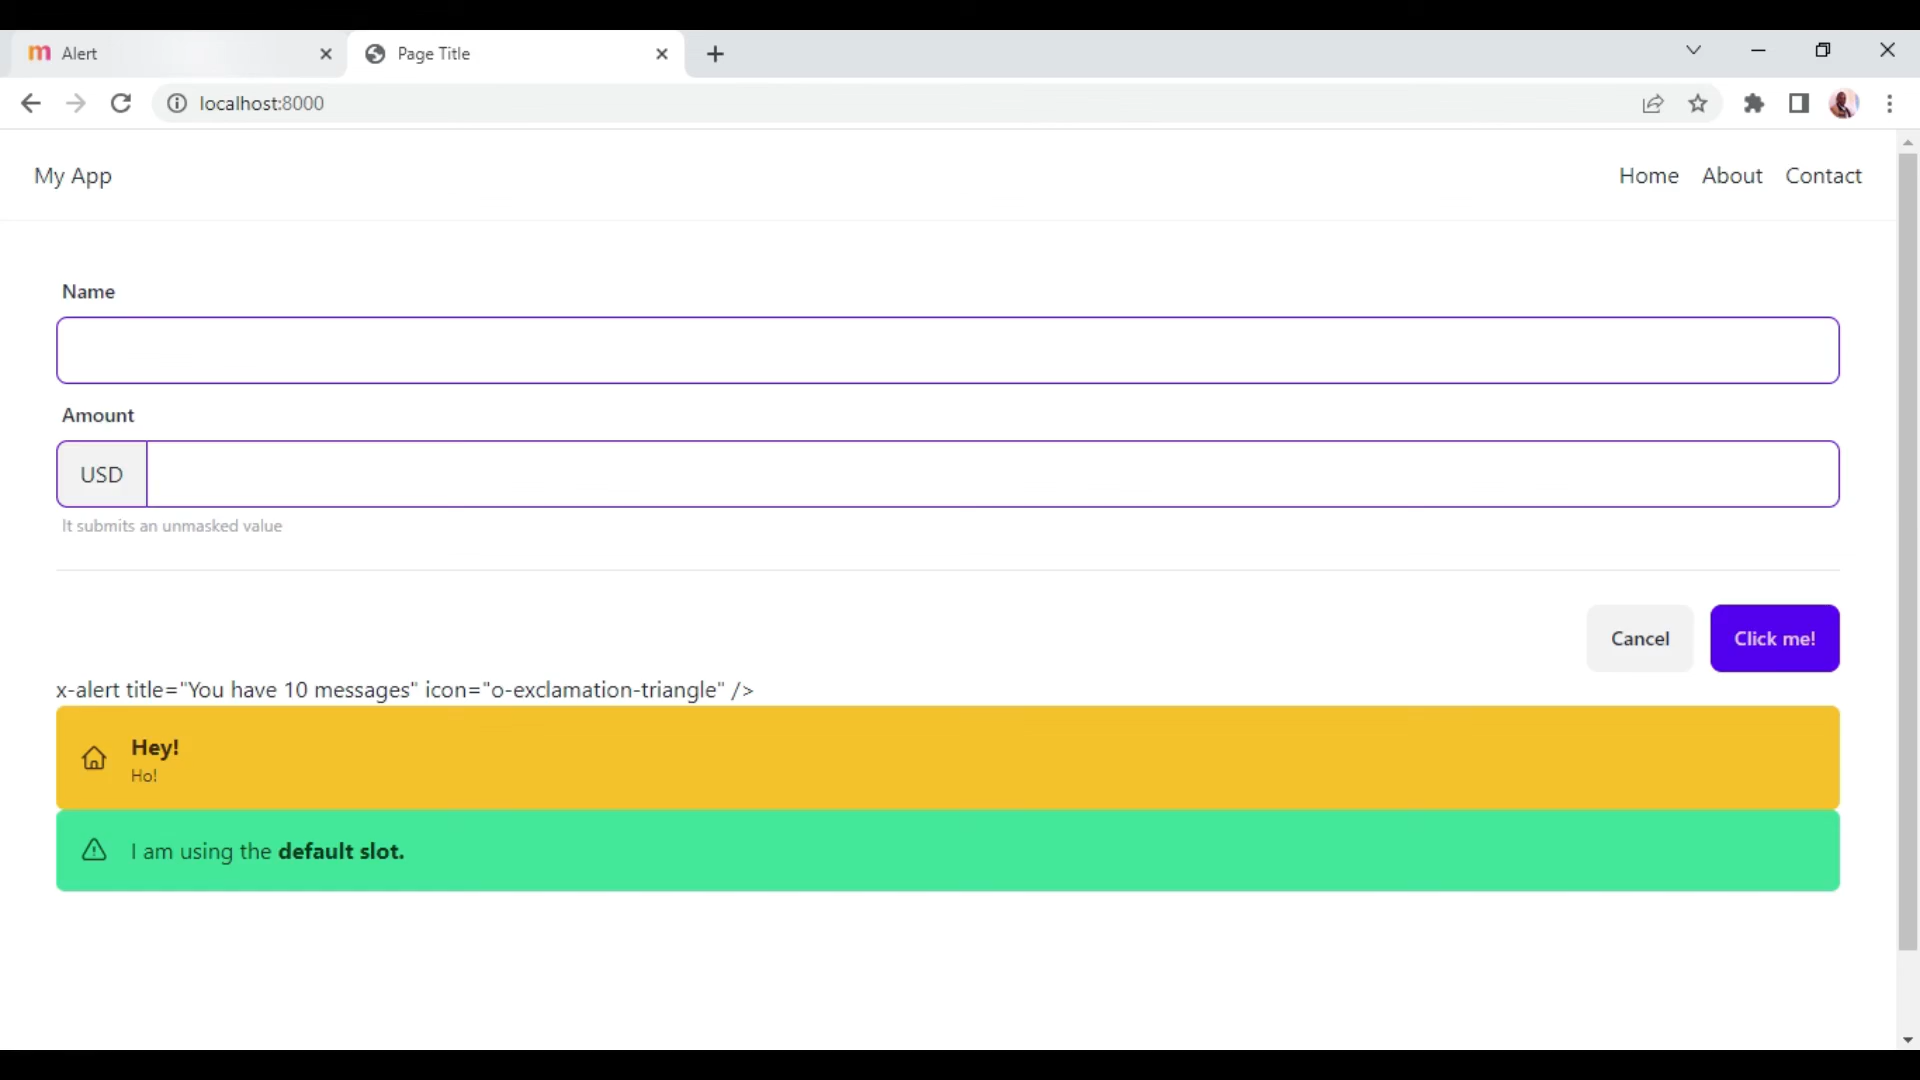 m Alert
Page Title
localhost:8000
My App
Home About Contact
Name
Amount
USD
It submits an unmasked value
Cancel Click me!
x-alert title="You have 10 messages" icon="o-exclamation-triangle" />
Hey!
Ho!
I am using the default slot.